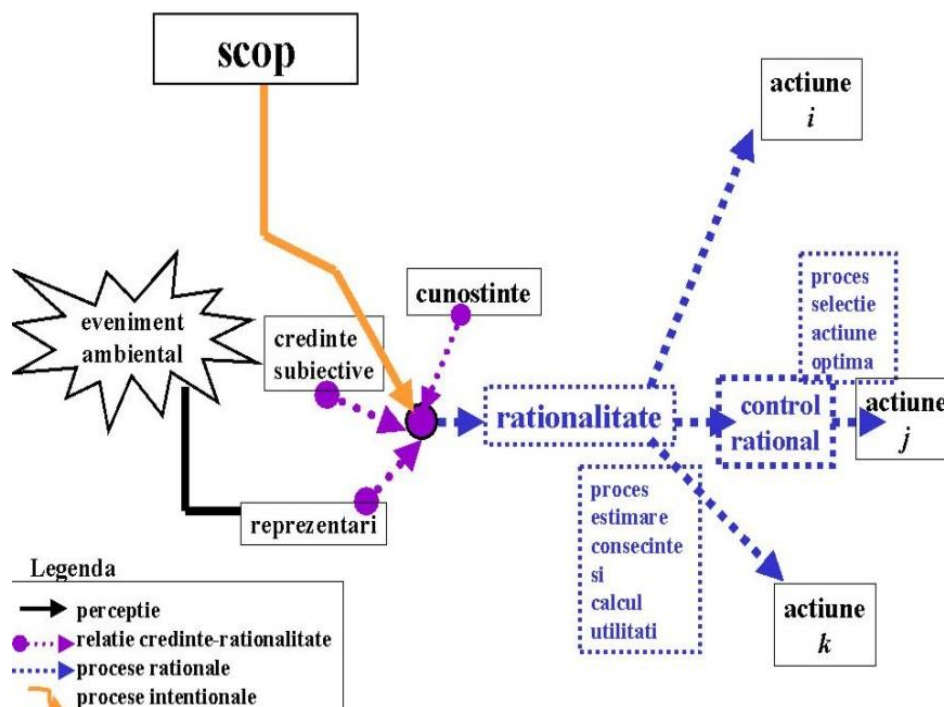 scop
actiune
i
eveniment
ambiental
credinte
subiective
cunostinte
proces
selectie
actiune
optima
rationalitate
control
rational
actiune
j
reprezentari
proces
estimare
consecinte
si
calcul
utilitati
actiune
k
Legenda
perceptie
relatie credinte-rationalitate
procese rationale
procese intentionale